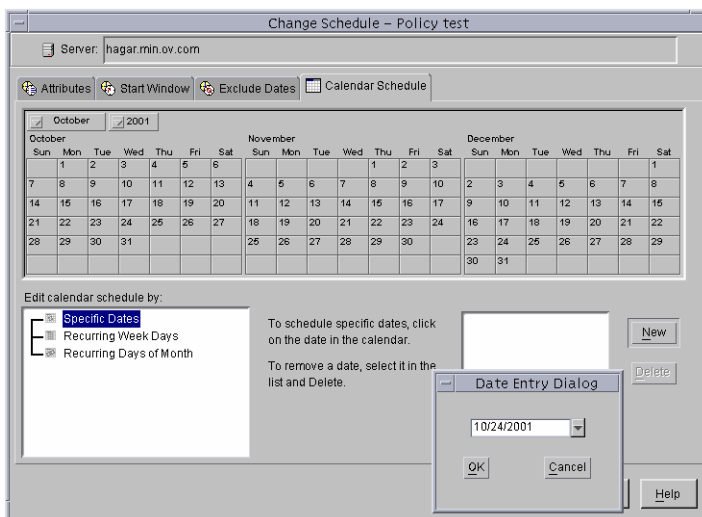 Change Schedule – Policy test
Server: hagar.min.ov.com
Attributes Start Window Exclude Dates Calendar Schedule
October 2001
October November December
Sun Mon Tue Wed Thu Fri Sat Sun Mon Tue Wed Thu Fri Sat Sun Mon Tue Wed Thu Fri Sat
1 2 3 4 5 6 1 2 3 1
7 8 9 10 11 12 13 4 5 6 7 8 9 10 2 3 4 5 6 7 8
14 15 16 17 18 19 20 11 12 13 14 15 16 17 9 10 11 12 13 14 15
21 22 23 24 25 26 27 18 19 20 21 22 23 24 16 17 18 19 20 21 22
28 29 30 31 25 26 27 28 29 30 23 24 25 26 27 28 29
30 31
Edit calendar schedule by:
Specific Dates
Recurring Week Days
Recurring Days of Month
To schedule specific dates, click
on the date in the calendar.
To remove a date, select it in the
list and Delete.
New
Delete
Date Entry Dialog
10/24/2001
OK Cancel
Help